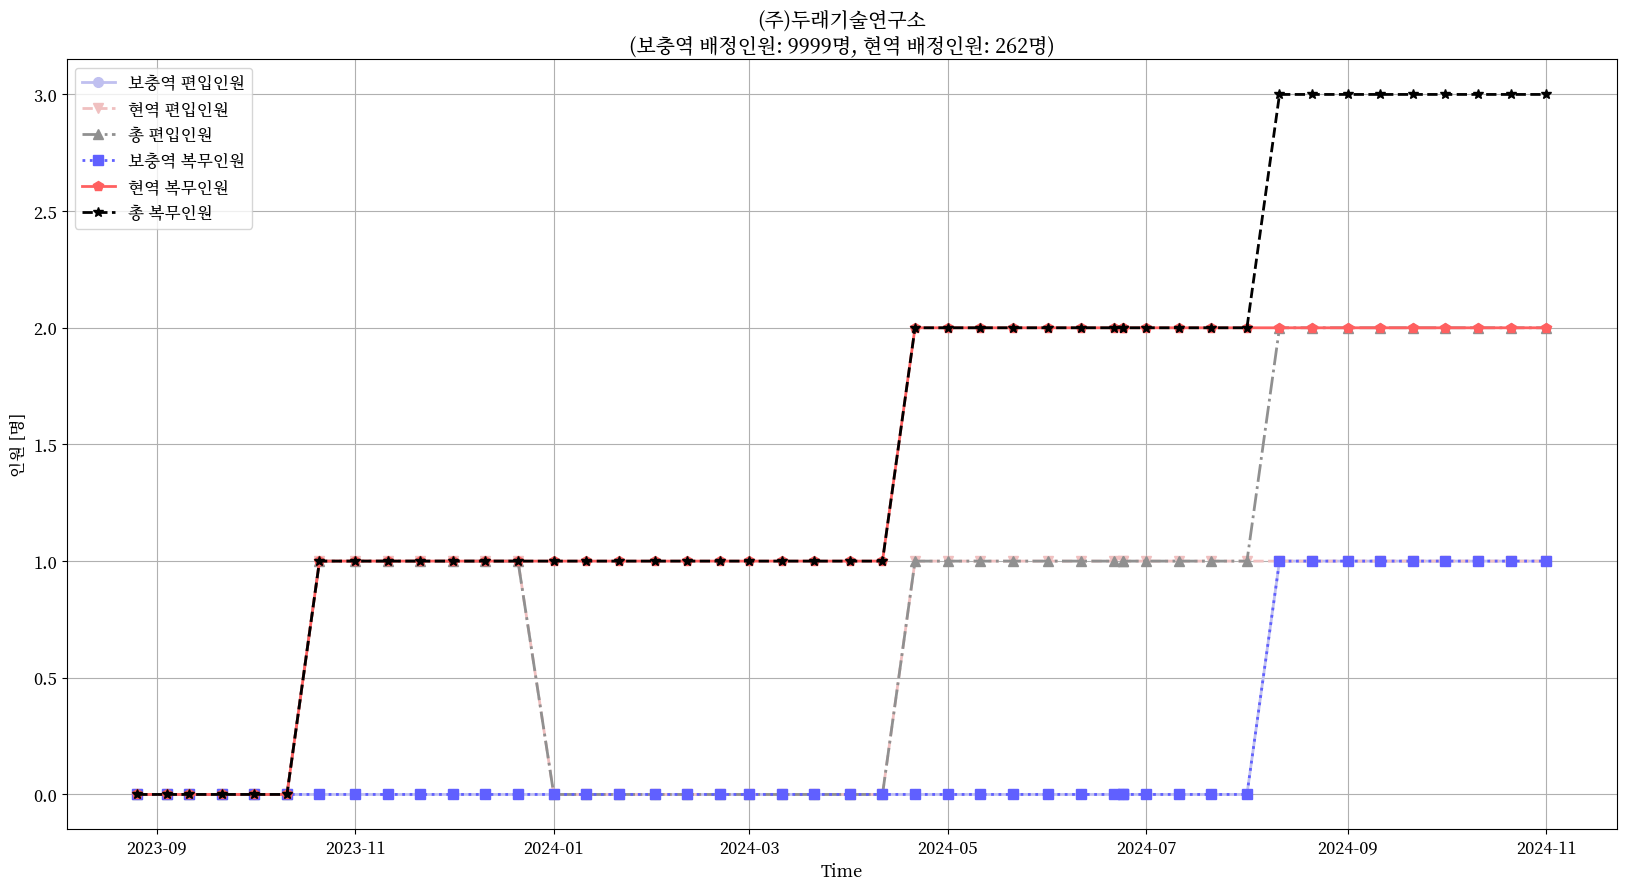 (주)두래기술연구소
(보충역 배정인원: 9999명, 현역 배정인원: 262명)
보충역 편입인원
현역 편입인원
총 편입인원
보충역 복무인원
현역 복무인원
총 복무인원
3.0
2.5
2.0
1.5
1.0
0.5
0.0
인원 [명]
2023-09
2023-11
2024-01
2024-03
2024-05
2024-07
2024-09
2024-11
Time